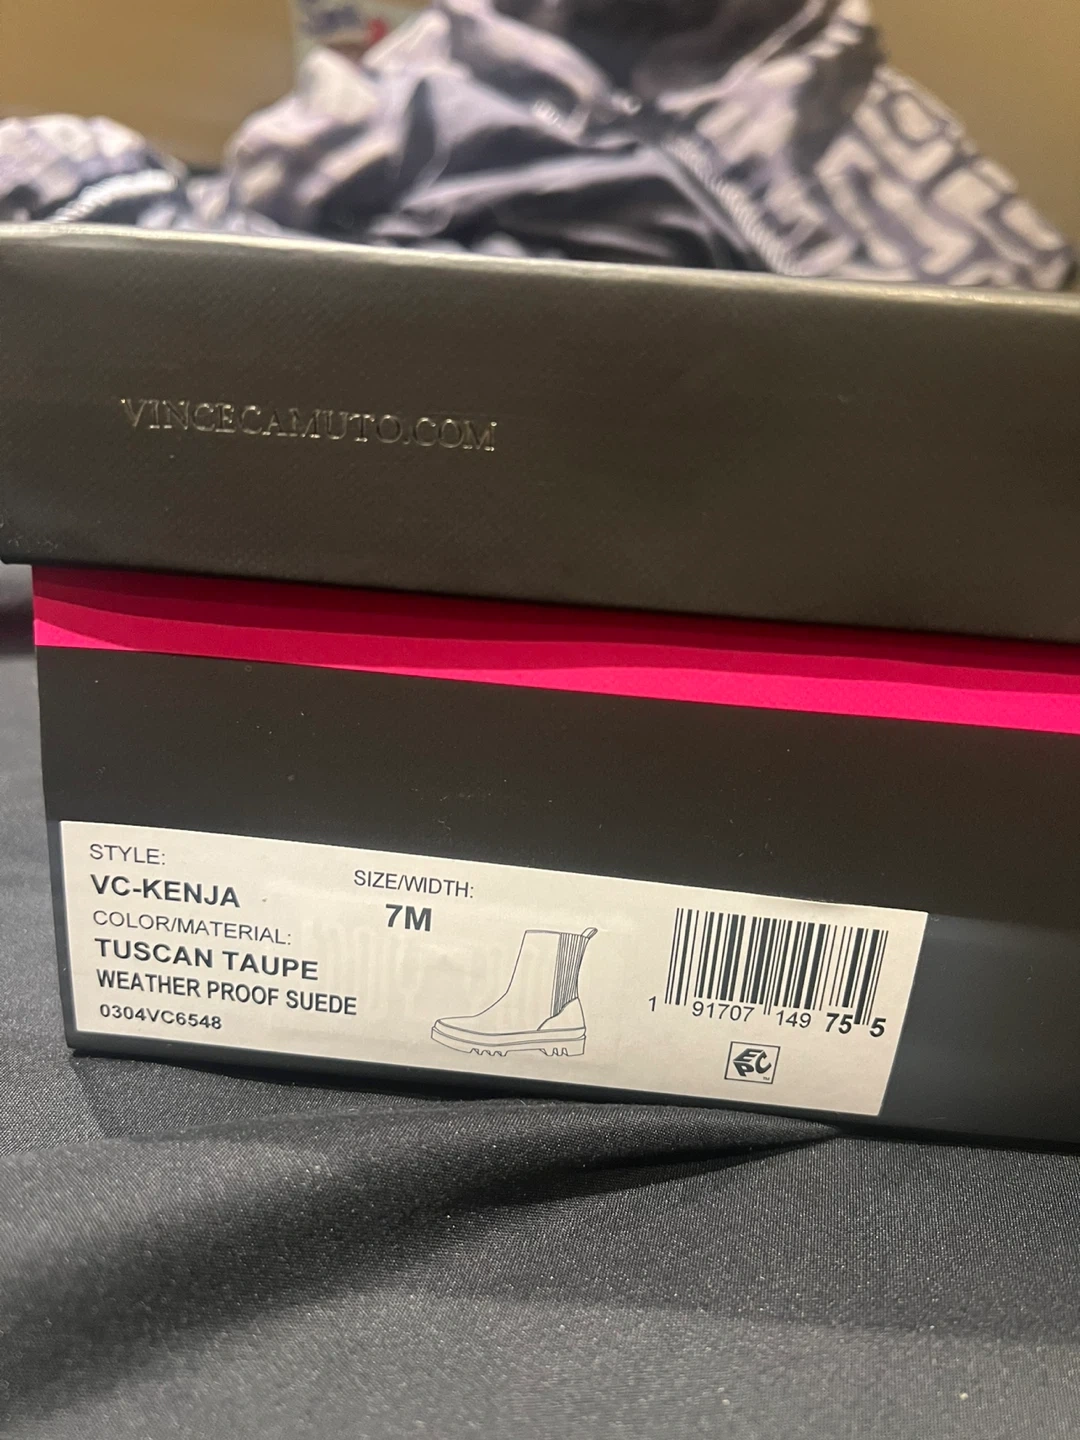 VINCECAMUTO.COM
STYLE:
VC-KENJA
COLOR/MATERIAL:
TUSCAN TAUPE
WEATHER PROOF SUEDE
0304VC6548
SIZE/WIDTH:
7M
1 91707 149 75 5
EPC